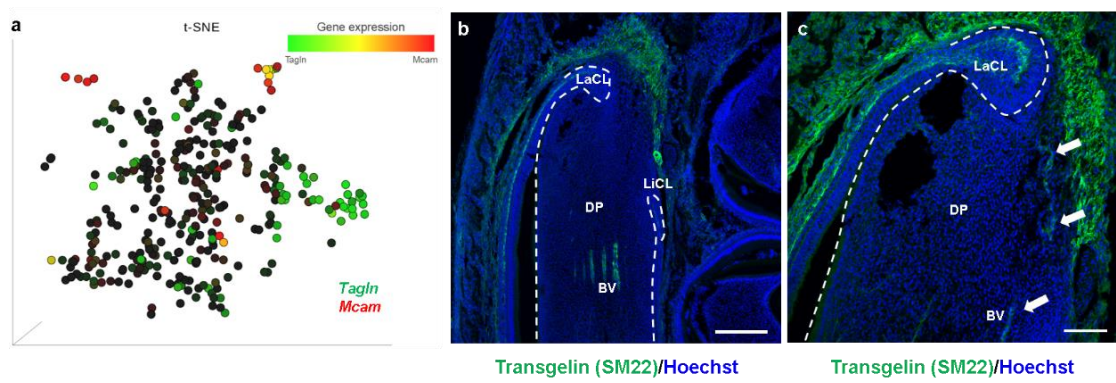 a
t-SNE
Gene expression
Tagln
Mcam
Tagln
Mcam
b
LaCL
LiCL
DP
BV
Transgelin (SM22)/Hoechst
c
LaCL
DP
BV
Transgelin (SM22)/Hoechst